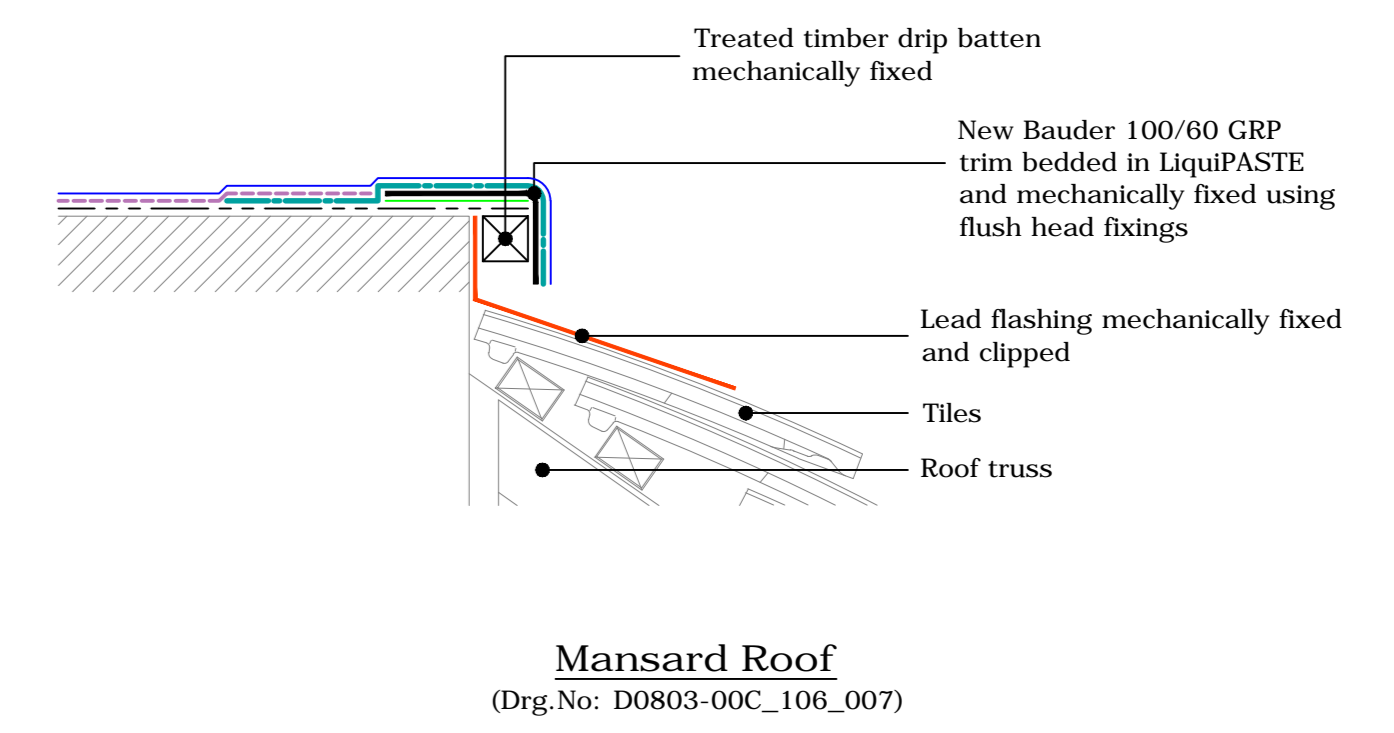 Treated timber drip batten
mechanically fixed
New Bauder 100/60 GRP
trim bedded in LiquiPASTE
and mechanically fixed using
flush head fixings
Lead flashing mechanically fixed
and clipped
Tiles
Roof truss
Mansard Roof
(Drg.No: D0803-00C_106_007)